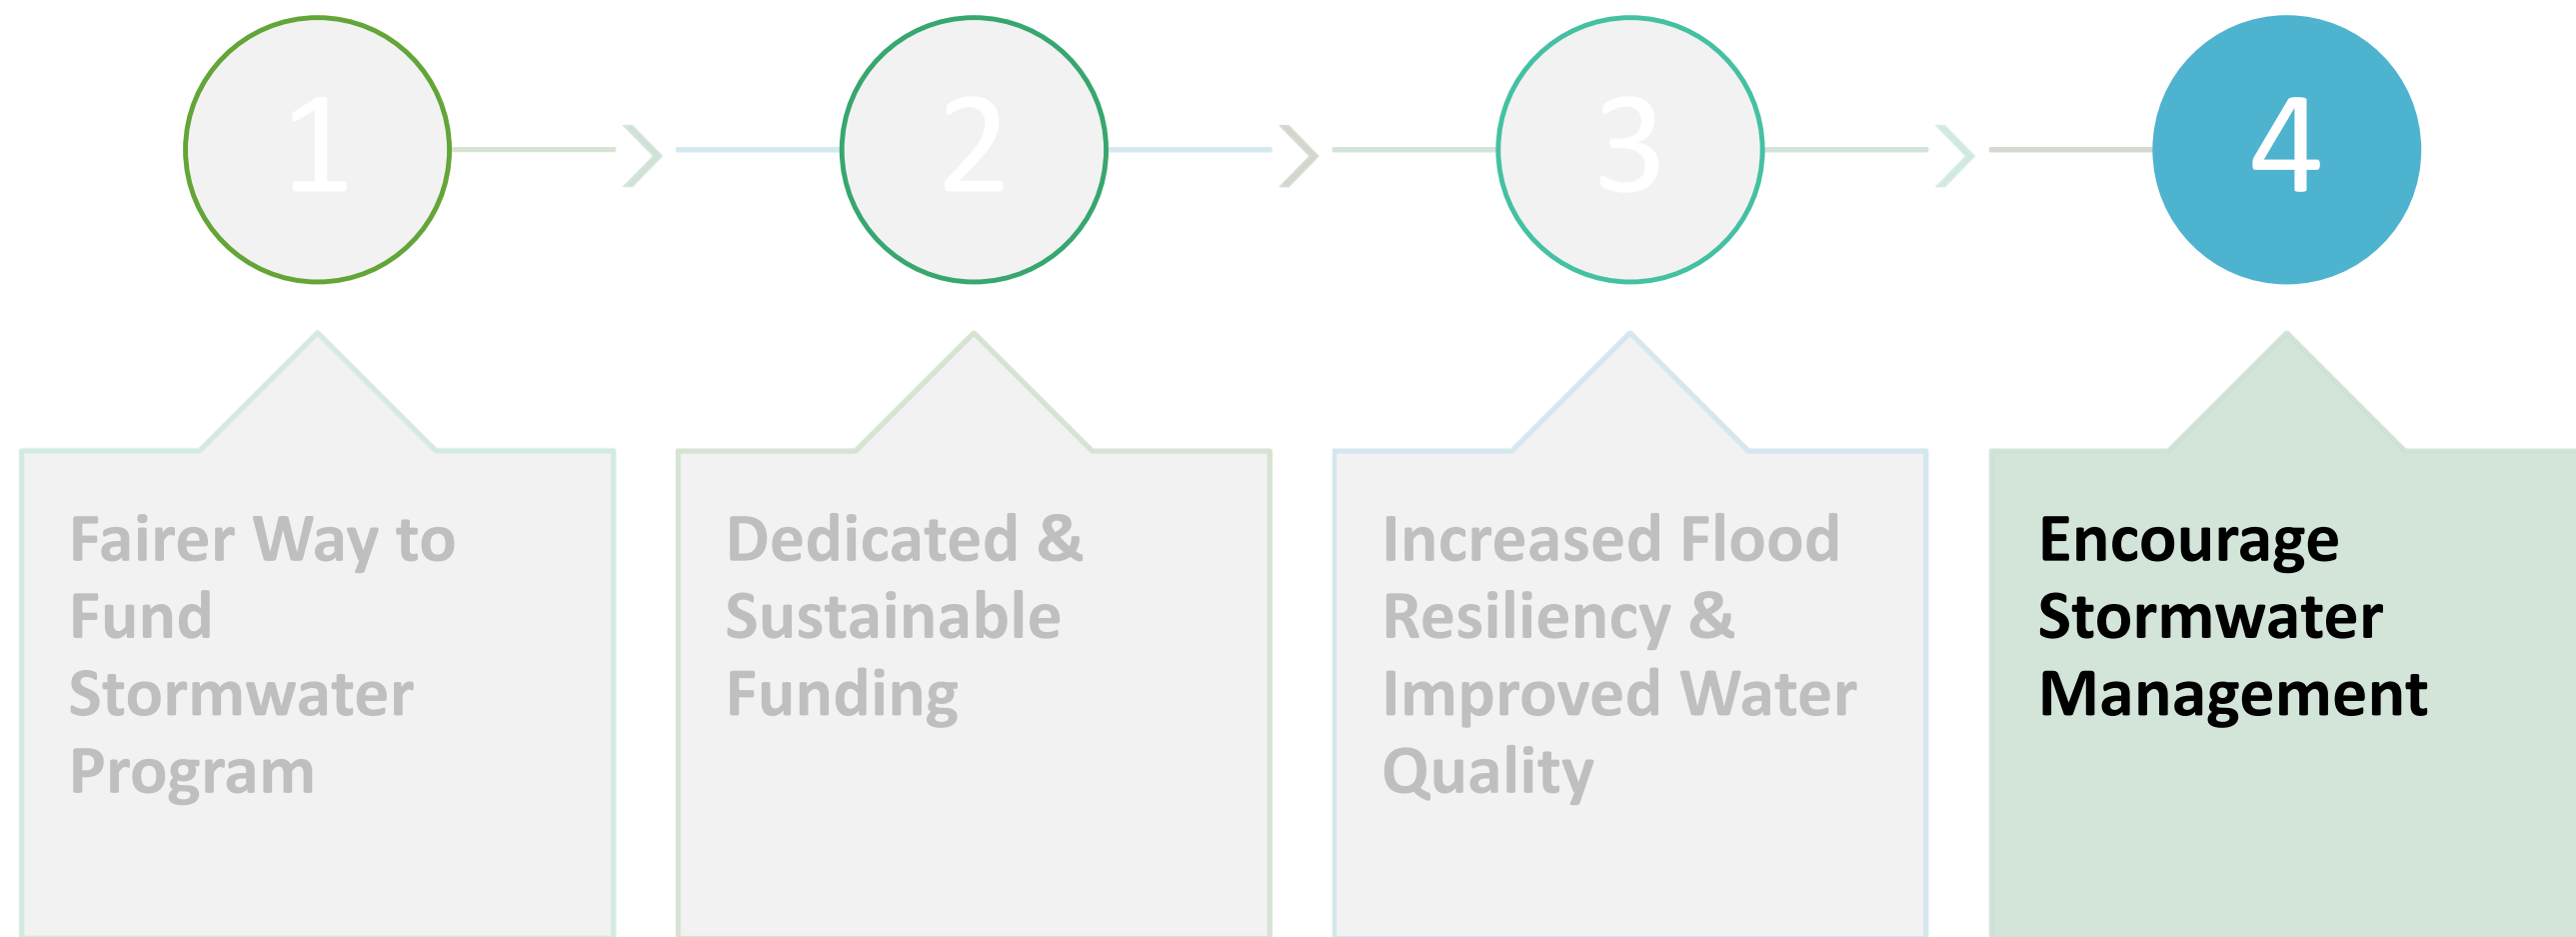 1
2
3
4
Fairer Way to
Fund
Stormwater
Program
Dedicated &
Sustainable
Funding
Increased Flood
Resiliency &
Improved Water
Quality
Encourage
Stormwater
Management